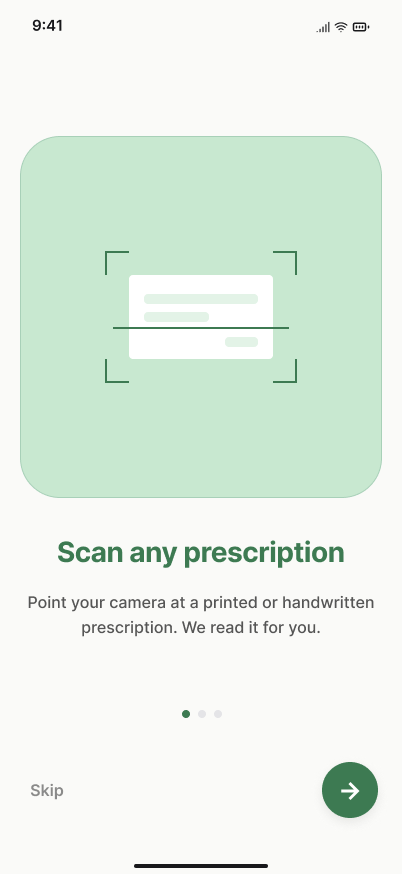 9:41
Scan any prescription
Point your camera at a printed or handwritten
prescription. We read it for you.
Skip